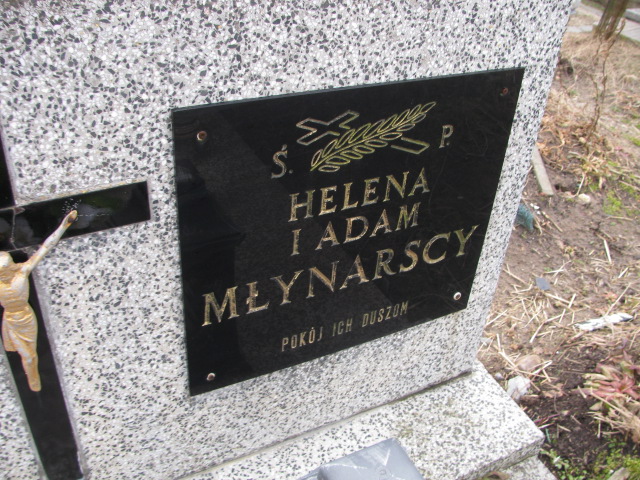 Ś. P.
HELENA
I ADAM
MŁYNARSCY
POKÓJ ICH DUSZOM